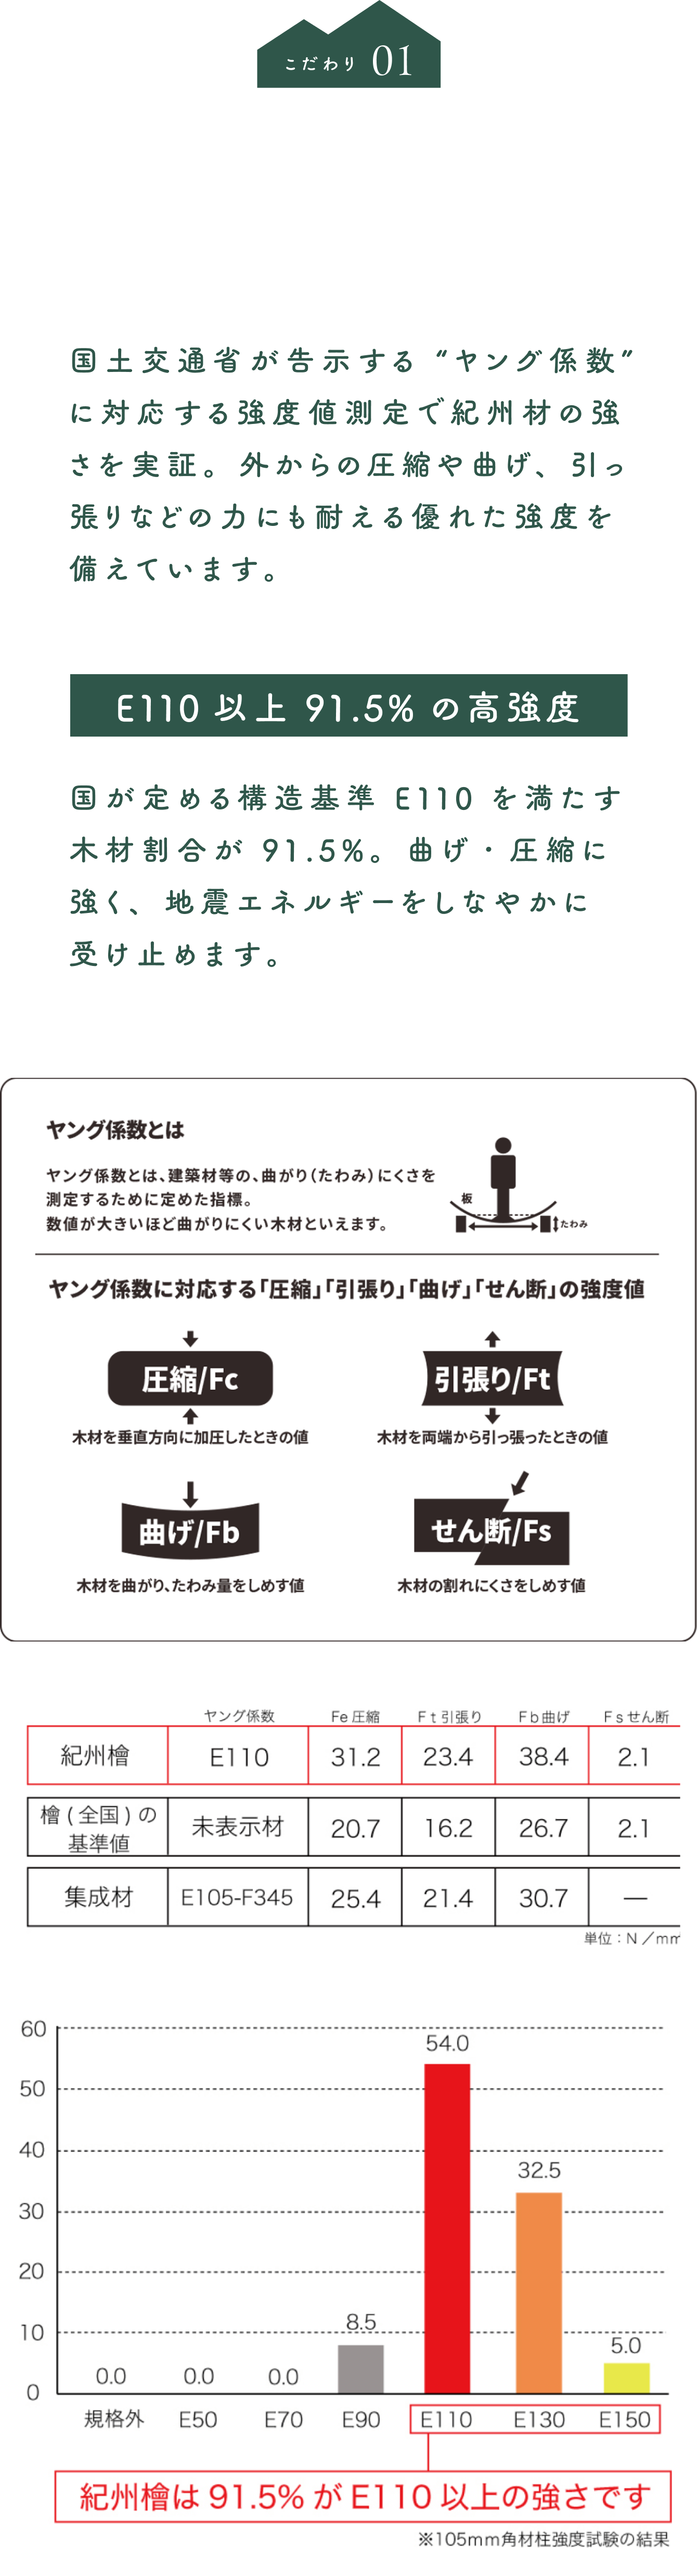 こだわり 01
国土交通省が告示する “ヤング係数”
に対応する強度値測定で紀州材の強
さを実証。外からの圧縮や曲げ、引っ
張りなどの力にも耐える優れた強度を
備えています。
E110 以上 91.5% の高強度
国が定める構造基準 E110 を満たす
木材割合が 91.5%。曲げ・圧縮に
強く、地震エネルギーをしなやかに
受け止めます。
ヤング係数とは
ヤング係数とは、建築材等の、曲がり(たわみ)にくさを
測定するために定めた指標。
数値が大きいほど曲がりにくい木材といえます。
板
たわみ
ヤング係数に対応する「圧縮」「引張り」「曲げ」「せん断」の強度値
圧縮/Fc 引張り/Ft
木材を垂直方向に加圧したときの値 木材を両端から引っ張ったときの値
曲げ/Fb せん断/Fs
木材を曲がり、たわみ量をしめす値 木材の割れにくさをしめす値
ヤング係数 Fe 圧縮 Ft 引張り Fb 曲げ Fs せん断
紀州檜 E110 31.2 23.4 38.4 2.1
檜(全国)の
基準値 未表示材 20.7 16.2 26.7 2.1
集成材 E105-F345 25.4 21.4 30.7 —
単位：N／mm
60
54.0
50
40
32.5
30
20
10
8.5
5.0
0.0 0.0 0.0
0
規格外 E50 E70 E90 E110 E130 E150
紀州檜は 91.5% が E110 以上の強さです
※105mm角材柱強度試験の結果